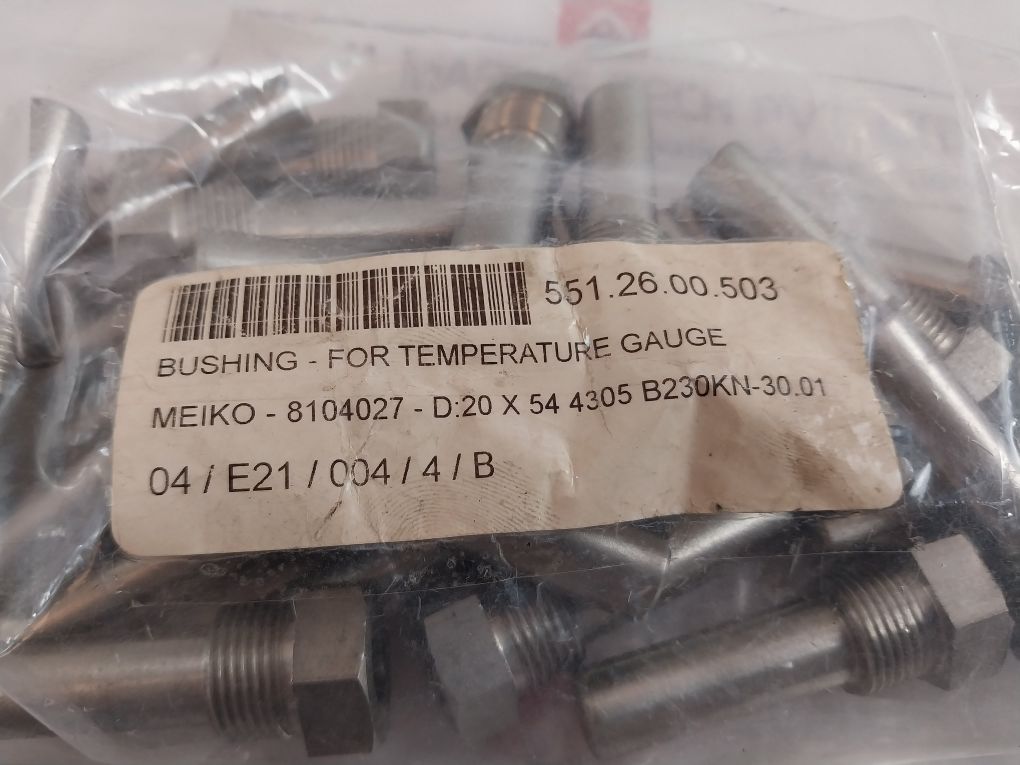 551.26.00.503
BUSHING - FOR TEMPERATURE GAUGE
MEIKO - 8104027 - D:20 X 54 4305 B230KN-30.01
04 / E21 / 004 / 4 / B